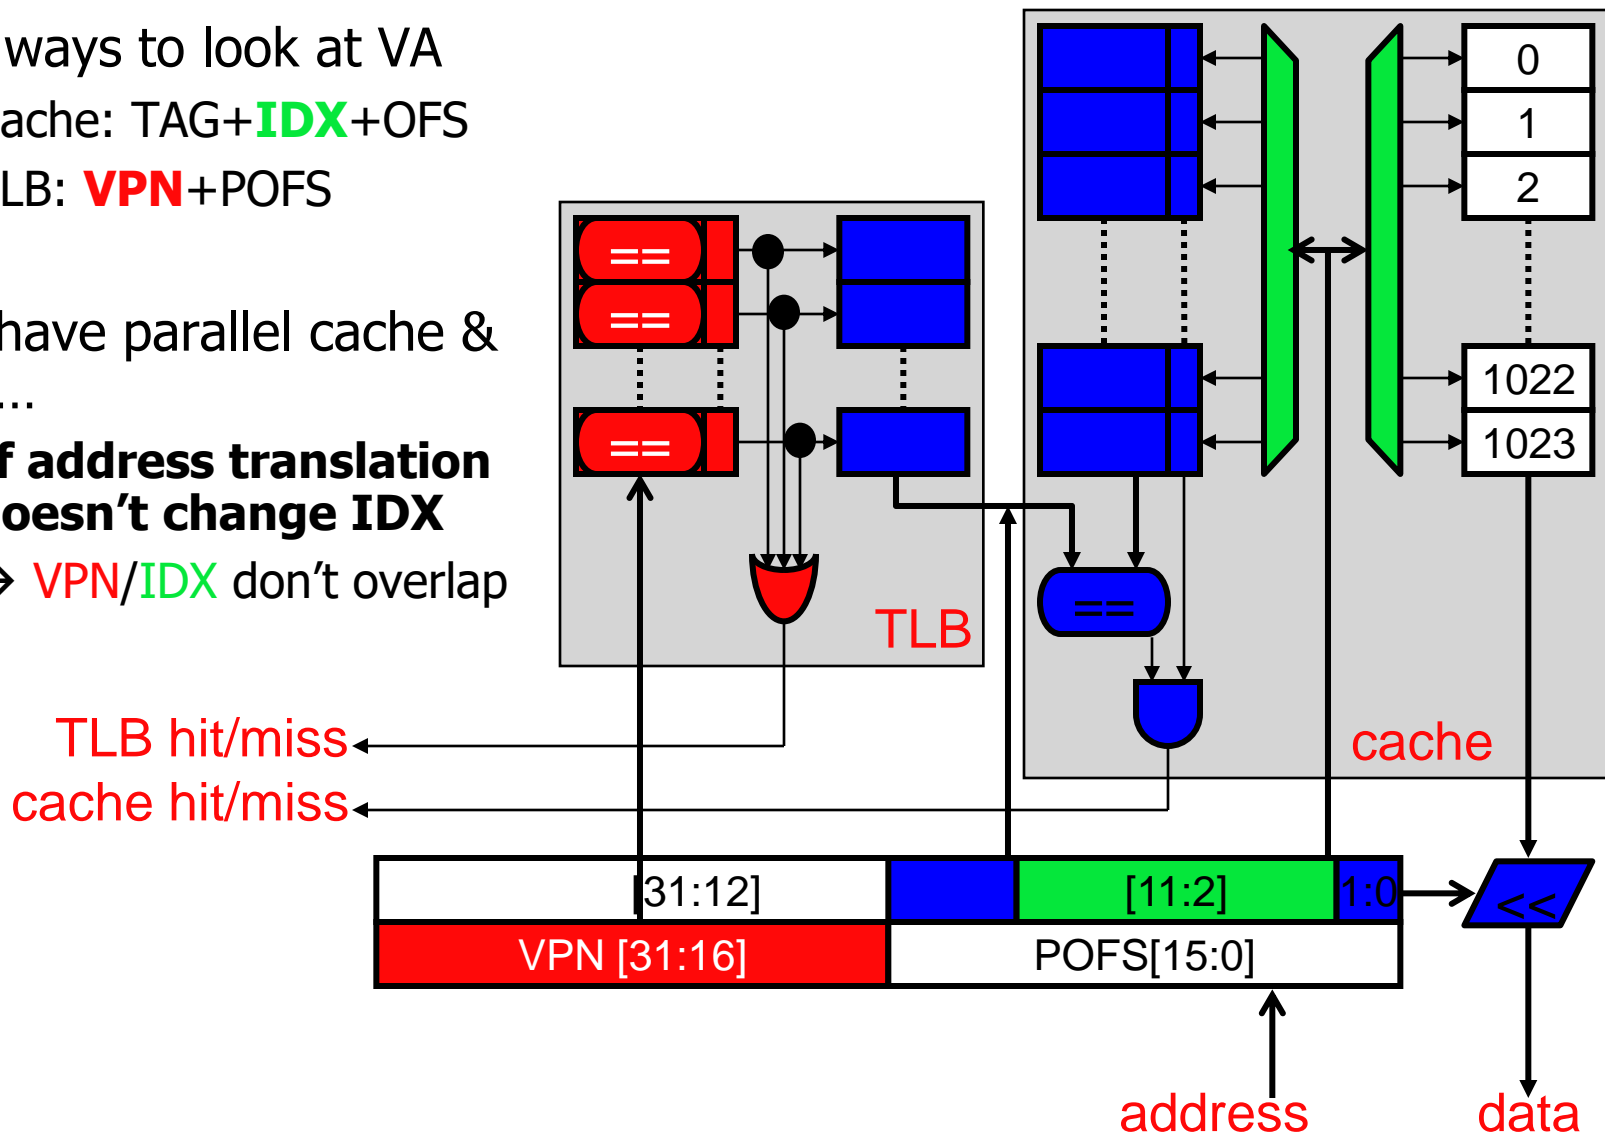 ways to look at VA
ache: TAG+IDX+OFS
LB: VPN+POFS
have parallel cache &
...
f address translation
oesn't change IDX
→ VPN/IDX don't overlap
0
1
2
1022
1023
==
==
==
==
TLB
cache
TLB hit/miss
cache hit/miss
[31:12]
[11:2]
1:0
<<
VPN [31:16]
POFS[15:0]
address
data